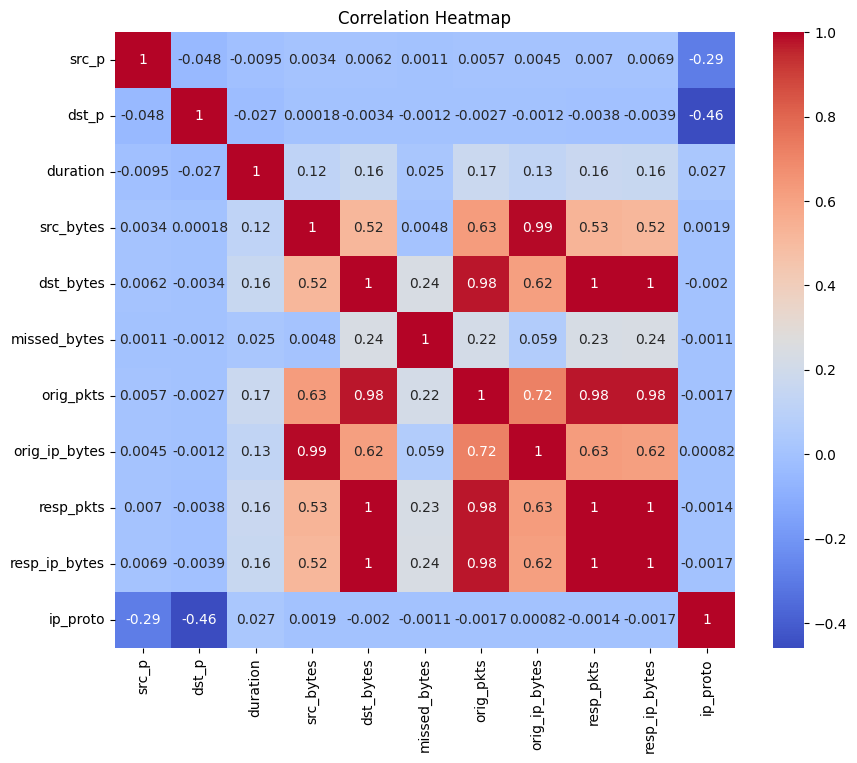 Correlation Heatmap
src_p 1 -0.048 -0.0095 0.0034 0.0062 0.0011 0.0057 0.0045 0.007 0.0069 -0.29
dst_p -0.048 1 -0.027 0.00018 -0.0034 -0.0012 -0.0027 -0.0012 -0.0038 -0.0039 -0.46
duration -0.0095 -0.027 1 0.12 0.16 0.025 0.17 0.13 0.16 0.16 0.027
src_bytes 0.0034 0.00018 0.12 1 0.52 0.0048 0.63 0.99 0.53 0.52 0.0019
dst_bytes 0.0062 -0.0034 0.16 0.52 1 0.24 0.98 0.62 1 1 -0.002
missed_bytes 0.0011 -0.0012 0.025 0.0048 0.24 1 0.22 0.059 0.23 0.24 -0.0011
orig_pkts 0.0057 -0.0027 0.17 0.63 0.98 0.22 1 0.72 0.98 0.98 -0.0017
orig_ip_bytes 0.0045 -0.0012 0.13 0.99 0.62 0.059 0.72 1 0.63 0.62 0.00082
resp_pkts 0.007 -0.0038 0.16 0.53 1 0.23 0.98 0.63 1 1 -0.0014
resp_ip_bytes 0.0069 -0.0039 0.16 0.52 1 0.24 0.98 0.62 1 1 -0.0017
ip_proto -0.29 -0.46 0.027 0.0019 -0.002 -0.0011 -0.0017 0.00082 -0.0014 -0.0017 1
src_p
dst_p
duration
src_bytes
dst_bytes
missed_bytes
orig_pkts
orig_ip_bytes
resp_pkts
resp_ip_bytes
ip_proto
1.0
0.8
0.6
0.4
0.2
0.0
−0.2
−0.4